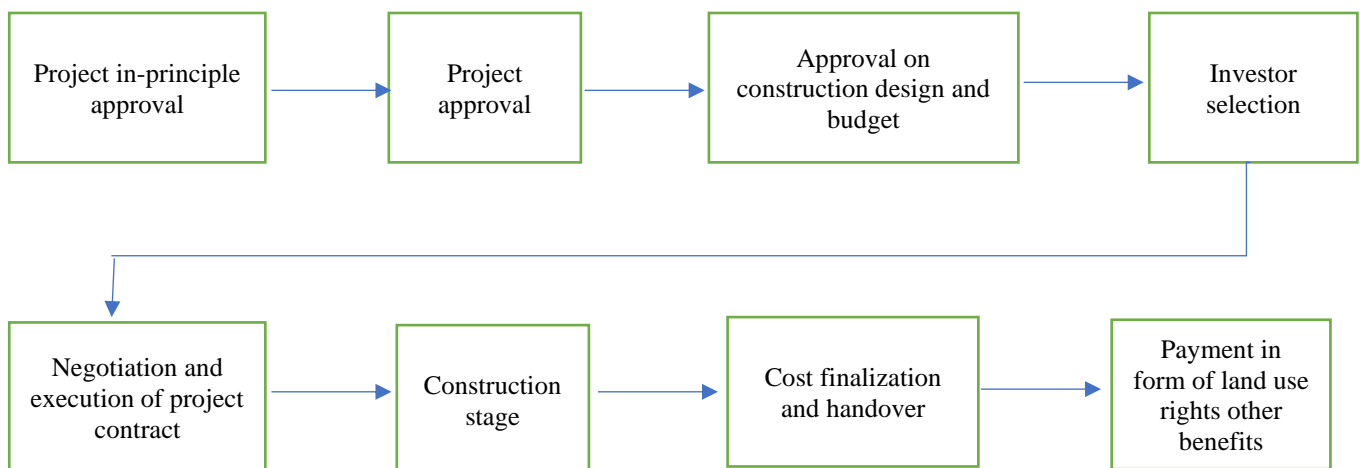 Project in-principle
approval
Project
approval
Approval on
construction design and
budget
Investor
selection
Negotiation and
execution of project
contract
Construction
stage
Cost finalization
and handover
Payment in
form of land use
rights other
benefits